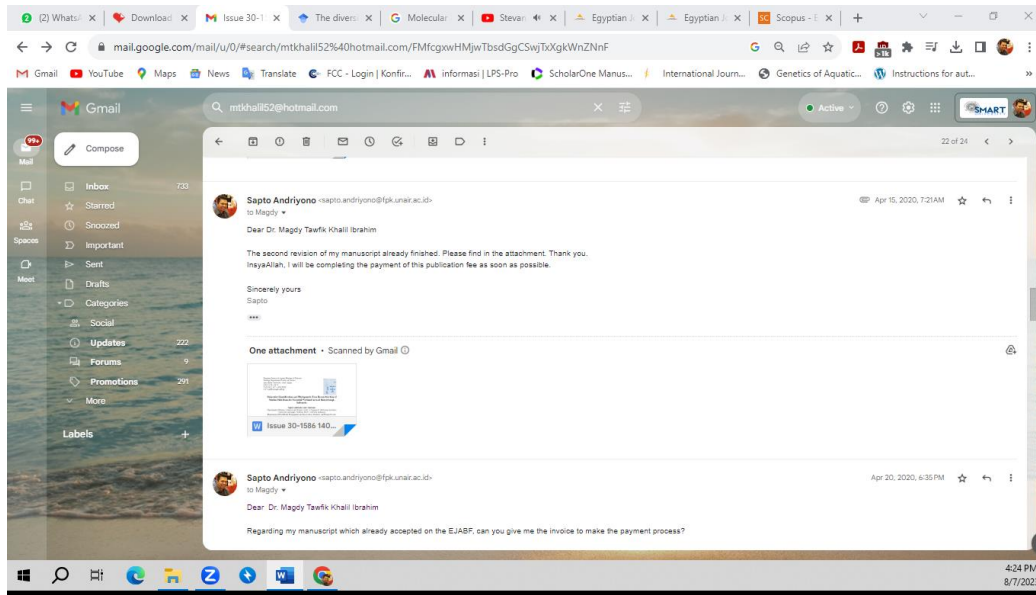 (2) Whats
Download
Issue 30-1
The divers
Molecular
Stevan
Egyptian J
Egyptian J
Scopus - E
mail.google.com/mail/u/0/#search/mtkhalil52%40hotmail.com/FMfcgxwHMjwTbsdGgCSwjTxXgkWnZNnF
Gmail
YouTube
Maps
News
Translate
FCC - Login | Konfir...
informasi | LPS-Pro
ScholarOne Manus...
International Journ...
Genetics of Aquatic...
Instructions for aut...
Gmail
mtkhalil52@hotmail.com
Active
SMART
99+
Mail
Chat
Spaces
Meet
Compose
Inbox 733
Starred
Snoozed
Important
Sent
Drafts
Categories
Social
Updates 222
Forums 9
Promotions 291
More
Labels
22 of 24
Sapto Andriyono <sapto.andriyono@fpk.unair.ac.id>
Apr 15, 2020, 7:21 AM
to Magdy
Dear Dr. Magdy Tawfik Khalil Ibrahim
The second revision of my manuscript already finished. Please find in the attachment. Thank you.
InsyaAllah, I will be completing the payment of this publication fee as soon as possible.
Sincerely yours
Sapto
One attachment • Scanned by Gmail
Issue 30-1586 140...
Sapto Andriyono <sapto.andriyono@fpk.unair.ac.id>
Apr 20, 2020, 6:35 PM
to Magdy
Dear Dr. Magdy Tawfik Khalil Ibrahim
Regarding my manuscript which already accepted on the EJABF, can you give me the invoice to make the payment process?
4:24 PM